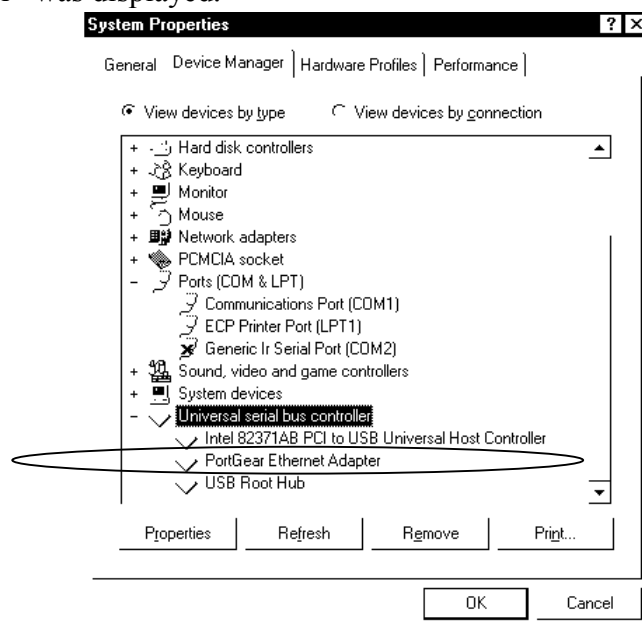 was displayed.
System Properties ? ×
General Device Manager Hardware Profiles Performance
View devices by type View devices by connection
+ Hard disk controllers
+ Keyboard
+ Monitor
+ Mouse
+ Network adapters
+ PCMCIA socket
- Ports (COM & LPT)
Communications Port (COM1)
ECP Printer Port (LPT1)
Generic Ir Serial Port (COM2)
+ Sound, video and game controllers
+ System devices
- Universal serial bus controller
Intel 82371AB PCI to USB Universal Host Controller
PortGear Ethernet Adapter
USB Root Hub
Properties Refresh Remove Print...
OK Cancel